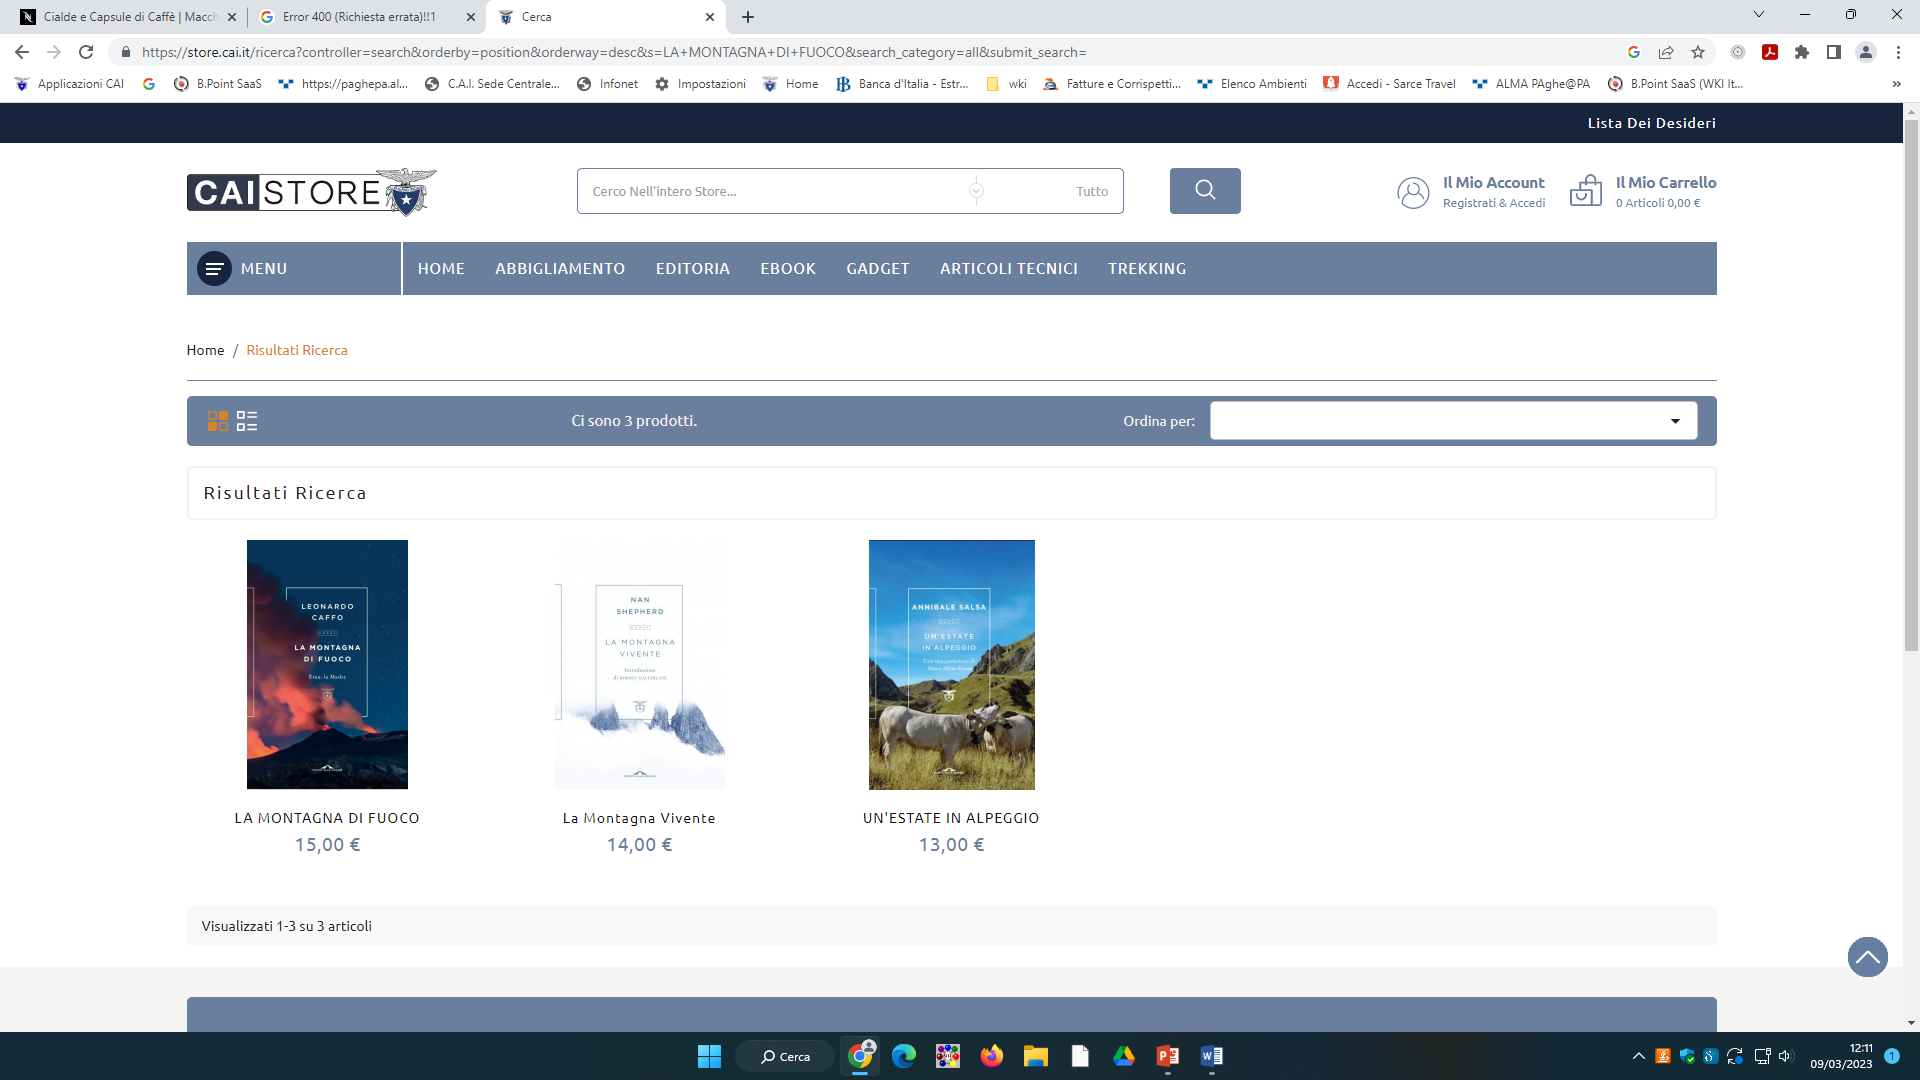 Cialde e Capsule di Caffè | Macch
Error 400 (Richiesta errata)!!1
Cerca
https://store.cai.it/ricerca?controller=search&orderby=position&orderway=desc&s=LA+MONTAGNA+DI+FUOCO&search_category=all&submit_search=
Applicazioni CAI
B.Point SaaS
https://paghepa.al...
C.A.I. Sede Centrale...
Infonet
Impostazioni
Home
Banca d'Italia - Estr...
wki
Fatture e Corrispetti...
Elenco Ambienti
Accedi - Sarce Travel
ALMA PAghe@PA
B.Point SaaS (WKI It...
Lista Dei Desideri
CAISTORE
Cerco Nell'intero Store...
Tutto
Il Mio Account
Registrati & Accedi
Il Mio Carrello
0 Articoli 0,00 €
MENU
HOME
ABBIGLIAMENTO
EDITORIA
EBOOK
GADGET
ARTICOLI TECNICI
TREKKING
Home / Risultati Ricerca
Ci sono 3 prodotti.
Ordina per:
Risultati Ricerca
LEONARDO
CAFFO
LA MONTAGNA
DI FUOCO
Etna: la Madre
NAN
SHEPHERD
LA MONTAGNA
VIVENTE
Introduzione
di ROBERT MACFARLANE
ANNIBALE SALSA
UN'ESTATE
IN ALPEGGIO
LA MONTAGNA DI FUOCO
15,00 €
La Montagna Vivente
14,00 €
UN'ESTATE IN ALPEGGIO
13,00 €
Visualizzati 1-3 su 3 articoli
Cerca
12:11
09/03/2023
1